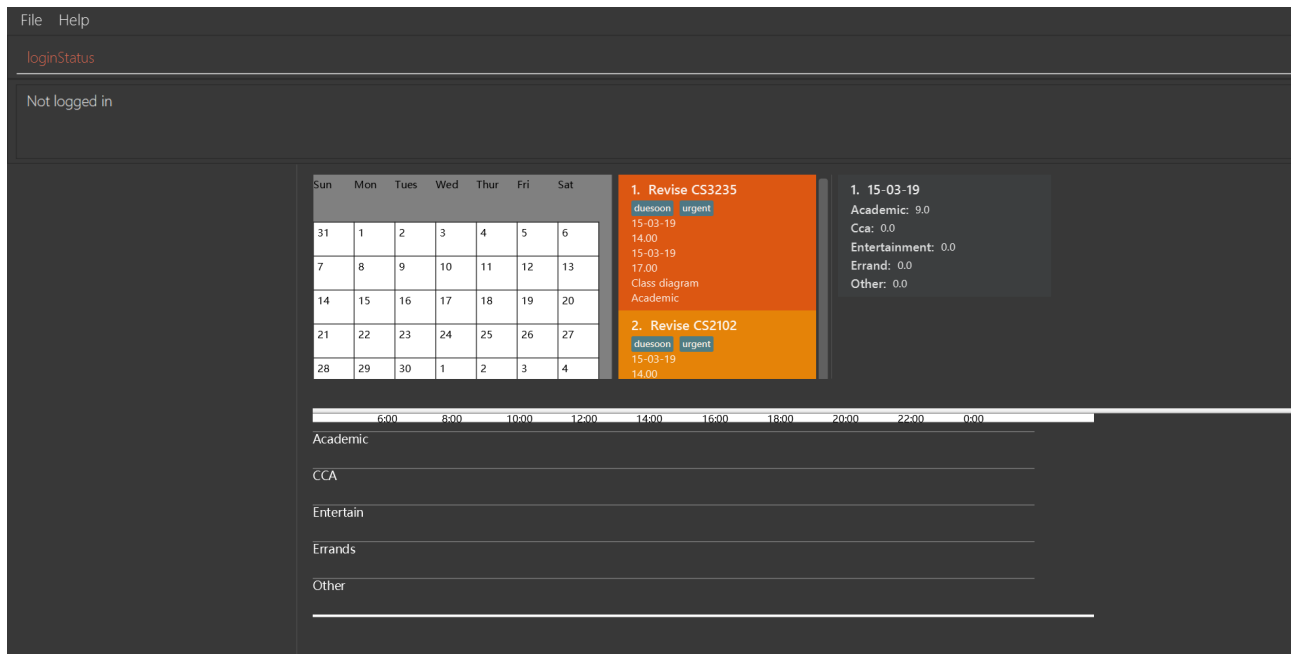 File Help
loginStatus
Not logged in
Sun Mon Tues Wed Thur Fri Sat
31 1 2 3 4 5 6
7 8 9 10 11 12 13
14 15 16 17 18 19 20
21 22 23 24 25 26 27
28 29 30 1 2 3 4
1. Revise CS3235
duesoon urgent
15-03-19
14.00
15-03-19
17.00
Class diagram
Academic
2. Revise CS2102
duesoon urgent
15-03-19
14.00
1. 15-03-19
Academic: 9.0
Cca: 0.0
Entertainment: 0.0
Errand: 0.0
Other: 0.0
6:00 8:00 10:00 12:00 14:00 16:00 18:00 20:00 22:00 0:00
Academic
CCA
Entertain
Errands
Other